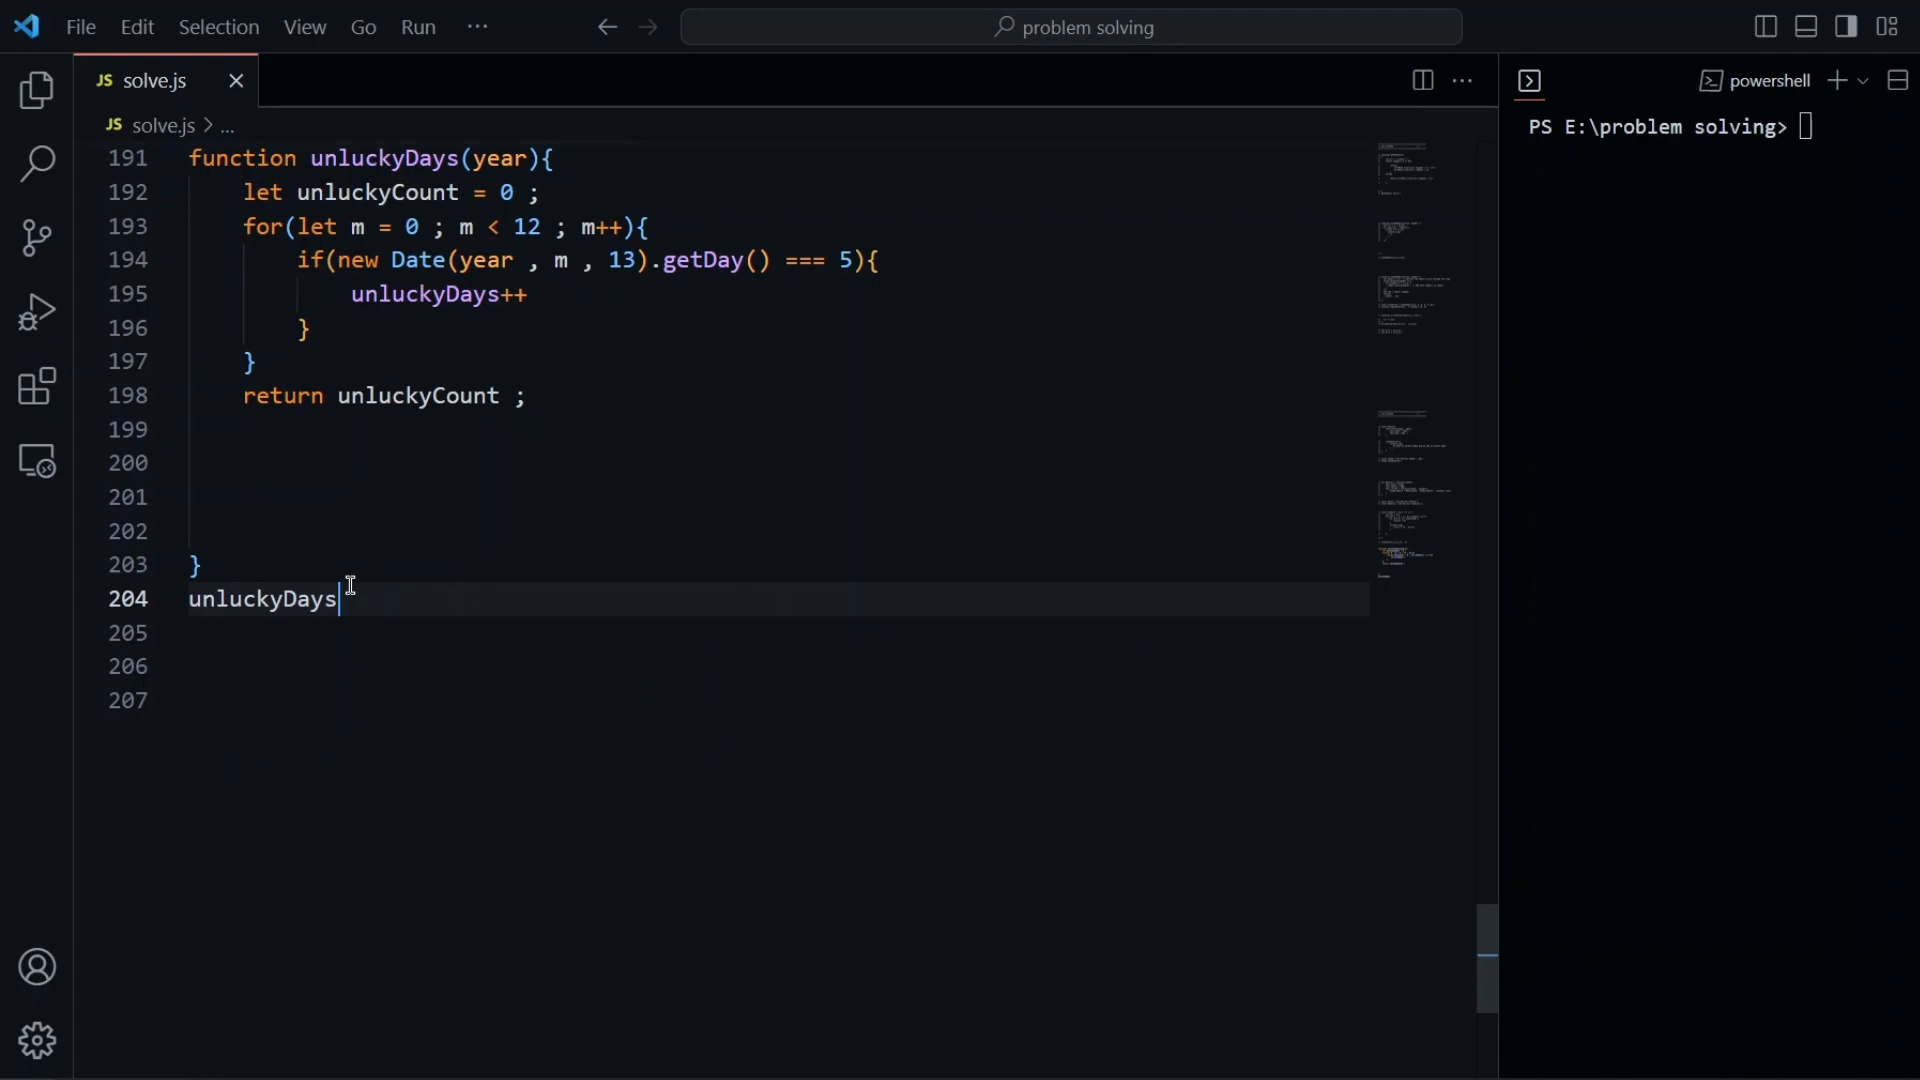 File Edit Selection View Go Run ··· problem solving
JS solve.js
powershell
JS solve.js > ...
PS E:\problem solving>
191 function unluckyDays(year){
192 let unluckyCount = 0 ;
193 for(let m = 0 ; m < 12 ; m++){
194 if(new Date(year , m , 13).getDay() === 5){
195 unluckyDays++
196 }
197 }
198 return unluckyCount ;
199
200
201
202
203 }
204 unluckyDays
205
206
207